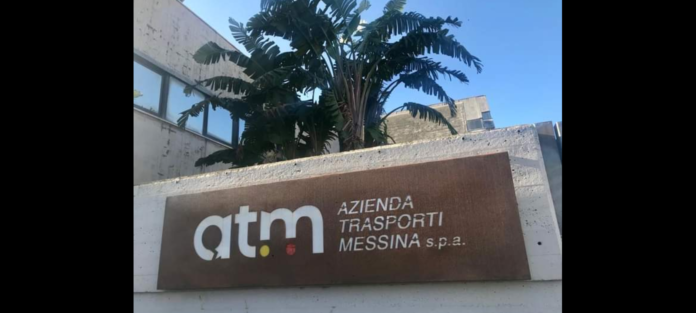 atm
AZIENDA
TRASPORTI
MESSINA s.p.a.